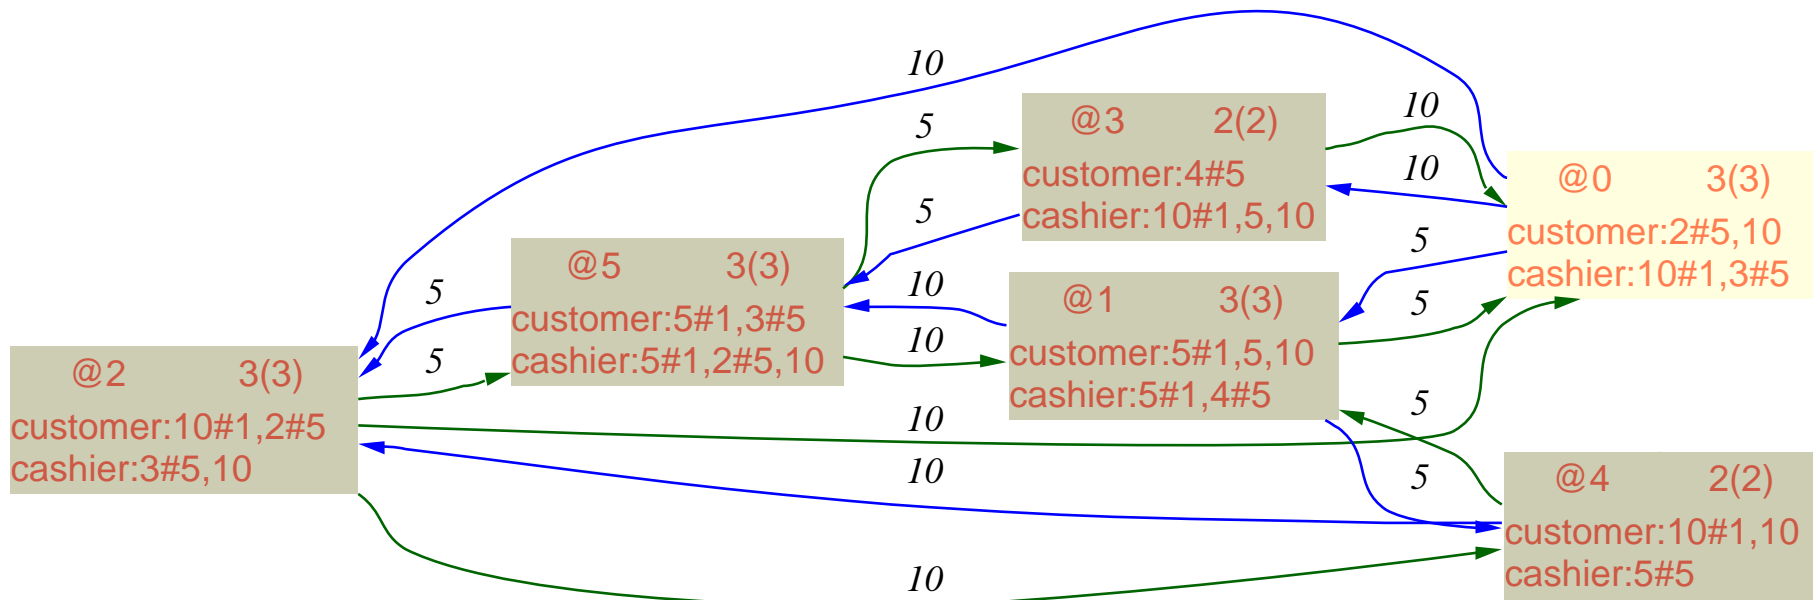 10
5
@3 2(2)
customer:4#5
cashier:10#1,5,10
10
10
@0 3(3)
customer:2#5,10
cashier:10#1,3#5
5
5
5
@5 3(3)
customer:5#1,3#5
cashier:5#1,2#5,10
10
10
@1 3(3)
customer:5#1,5,10
cashier:5#1,4#5
5
5
5
@2 3(3)
customer:10#1,2#5
cashier:3#5,10
10
10
5
5
@4 2(2)
customer:10#1,10
cashier:5#5
10